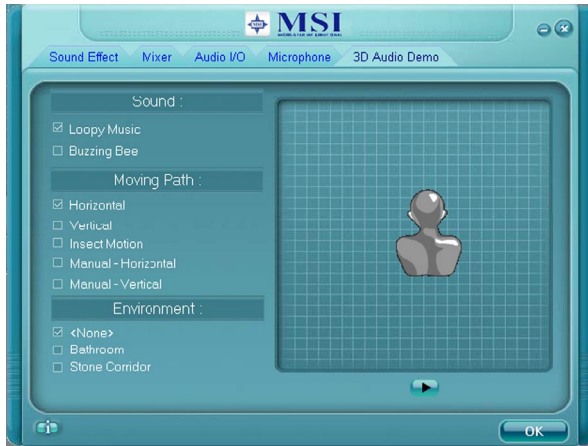 MSI
Sound Effect Mixer Audio I/O Microphone 3D Audio Demo
Sound :
Loopy Music
Buzzing Bee
Moving Path :
Horizontal
Vertical
Insect Motion
Manual - Horizontal
Manual - Vertical
Environment :
<None>
Bathroom
Stone Corridor
OK